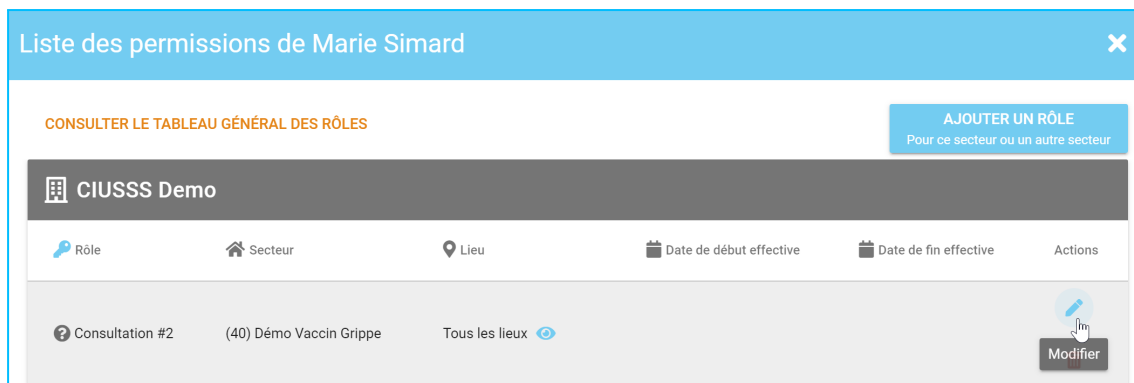 Liste des permissions de Marie Simard
CONSULTER LE TABLEAU GÉNÉRAL DES RÔLES
AJOUTER UN RÔLE
Pour ce secteur ou un autre secteur
CIUSSS Demo
Rôle Secteur Lieu Date de début effective Date de fin effective Actions
Consultation #2 (40) Démo Vaccin Grippe Tous les lieux
Modifier